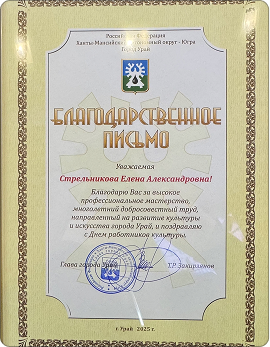 Российская Федерация
Ханты-Мансийский автономный округ - Югра
Город Урай
БЛАГОДАРСТВЕННОЕ
ПИСЬМО
Уважаемая
Стрельникова Елена Александровна!
Благодарю Вас за высокое
профессиональное мастерство,
многолетний добросовестный труд,
направленный на развитие культуры
и искусства города Урай, и поздравляю
с Днем работников культуры.
Глава города Урай
Т.Р. Закирзянов
г.Урай 2025 г.